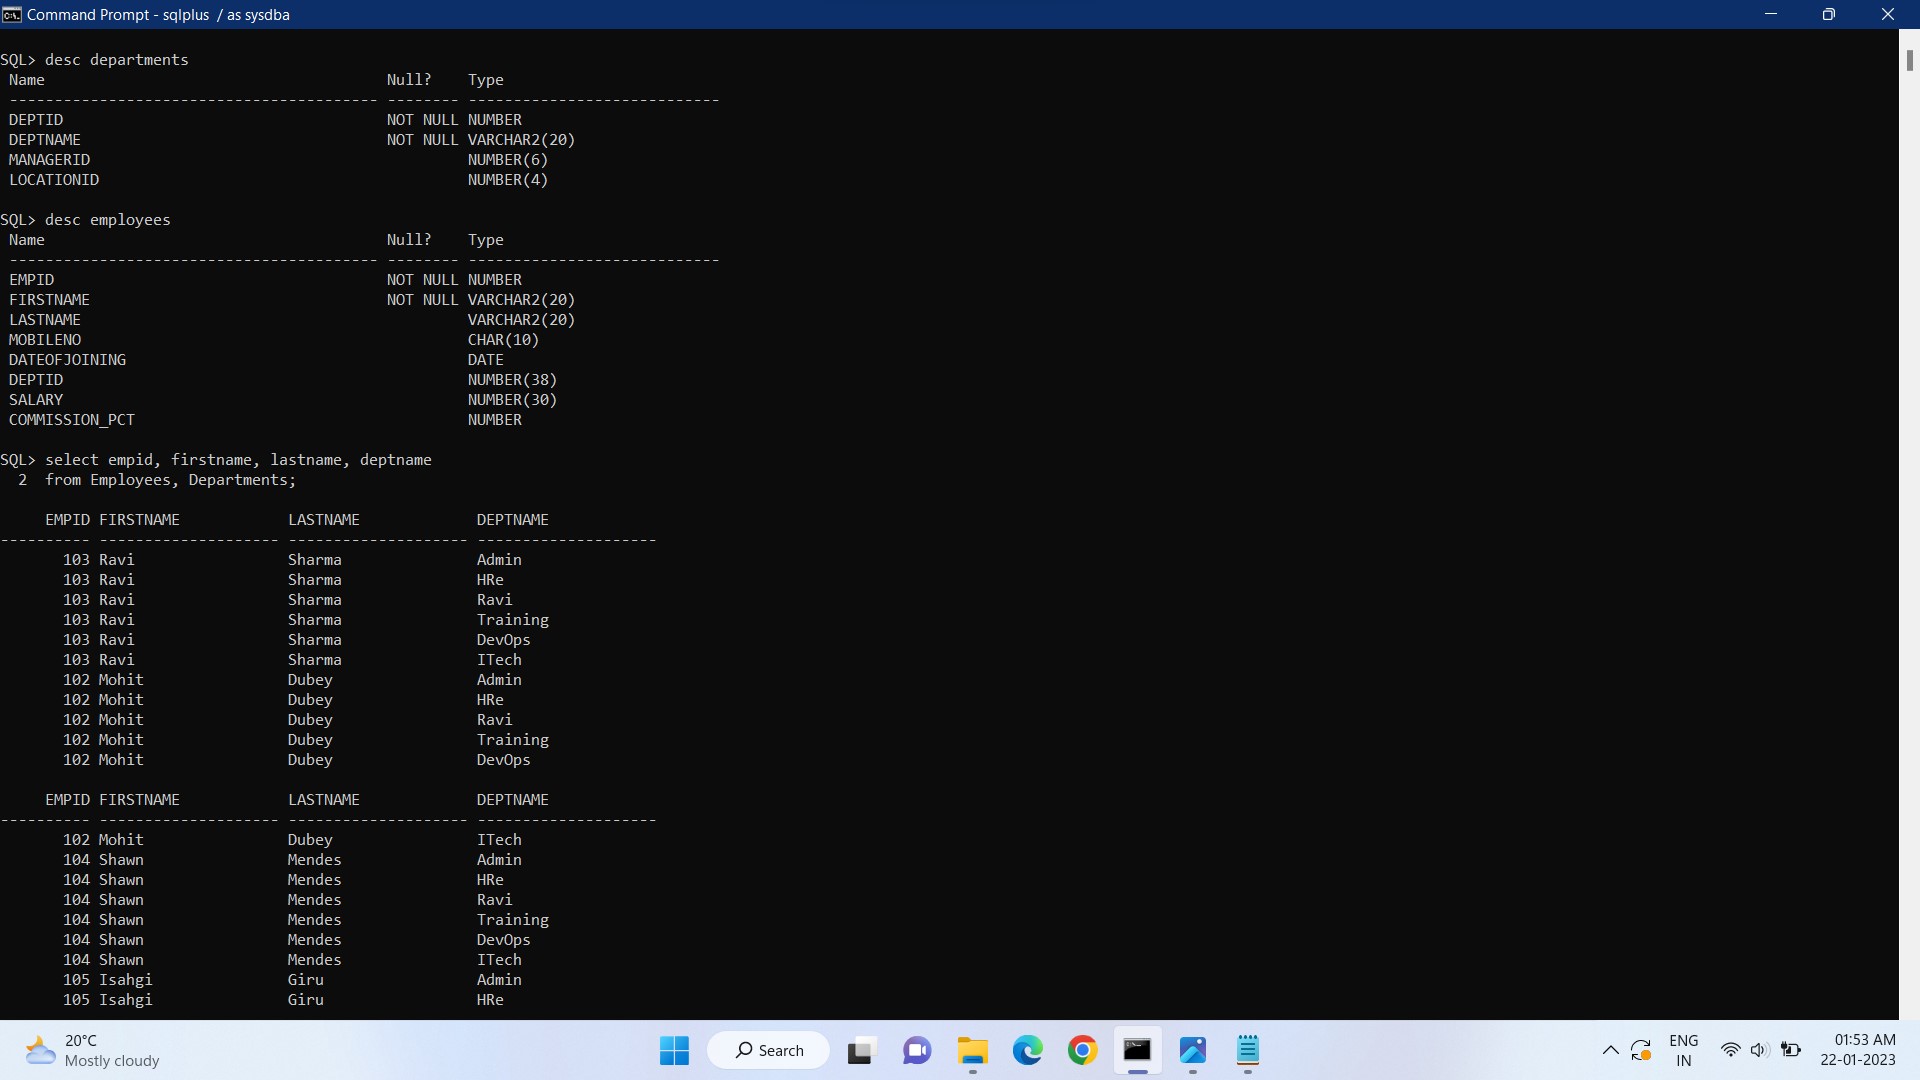 Command Prompt - sqlplus  / as sysdba
SQL> desc departments
 Name                                      Null?    Type
 ----------------------------------------- -------- ----------------------------
 DEPTID                                    NOT NULL NUMBER
 DEPTNAME                                  NOT NULL VARCHAR2(20)
 MANAGERID                                          NUMBER(6)
 LOCATIONID                                         NUMBER(4)
SQL> desc employees
 Name                                      Null?    Type
 ----------------------------------------- -------- ----------------------------
 EMPID                                     NOT NULL NUMBER
 FIRSTNAME                                 NOT NULL VARCHAR2(20)
 LASTNAME                                           VARCHAR2(20)
 MOBILENO                                           CHAR(10)
 DATEOFJOINING                                      DATE
 DEPTID                                             NUMBER(38)
 SALARY                                             NUMBER(30)
 COMMISSION_PCT                                     NUMBER
SQL> select empid, firstname, lastname, deptname
  2  from Employees, Departments;
     EMPID FIRSTNAME            LASTNAME             DEPTNAME
---------- -------------------- -------------------- --------------------
       103 Ravi                 Sharma               Admin
       103 Ravi                 Sharma               HRe
       103 Ravi                 Sharma               Ravi
       103 Ravi                 Sharma               Training
       103 Ravi                 Sharma               DevOps
       103 Ravi                 Sharma               ITech
       102 Mohit                Dubey                Admin
       102 Mohit                Dubey                HRe
       102 Mohit                Dubey                Ravi
       102 Mohit                Dubey                Training
       102 Mohit                Dubey                DevOps
     EMPID FIRSTNAME            LASTNAME             DEPTNAME
---------- -------------------- -------------------- --------------------
       102 Mohit                Dubey                ITech
       104 Shawn                Mendes               Admin
       104 Shawn                Mendes               HRe
       104 Shawn                Mendes               Ravi
       104 Shawn                Mendes               Training
       104 Shawn                Mendes               DevOps
       104 Shawn                Mendes               ITech
       105 Isahgi               Giru                 Admin
       105 Isahgi               Giru                 HRe
20°C
Mostly cloudy
Search
ENG
IN
01:53 AM
22-01-2023